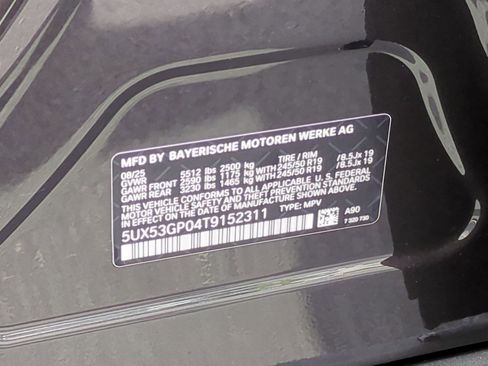 MFD BY BAYERISCHE MOTOREN WERKE AG
08/25 TIRE / RIM
GVWR 5512 lbs 2500 kg
GAWR FRONT 2590 lbs 1175 kg WITH 245/50 R19 /8.5Jx 19
GAWR REAR 3230 lbs 1465 kg WITH 245/50 R19 /8.5Jx 19
THIS VEHICLE CONFORMS TO ALL APPLICABLE U.S. FEDERAL
MOTOR VEHICLE SAFETY AND THEFT PREVENTION STANDARDS
IN EFFECT ON THE DATE OF MANUFACTURE SHOWN ABOVE.
5UX53GP04T9152311 TYPE: MPV A90
7 320 730